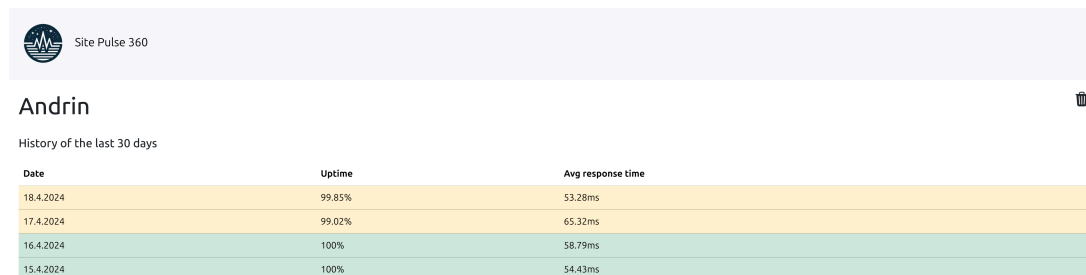 Site Pulse 360
Andrin
History of the last 30 days
Date Uptime Avg response time
18.4.2024 99.85% 53.28ms
17.4.2024 99.02% 65.32ms
16.4.2024 100% 58.79ms
15.4.2024 100% 54.43ms